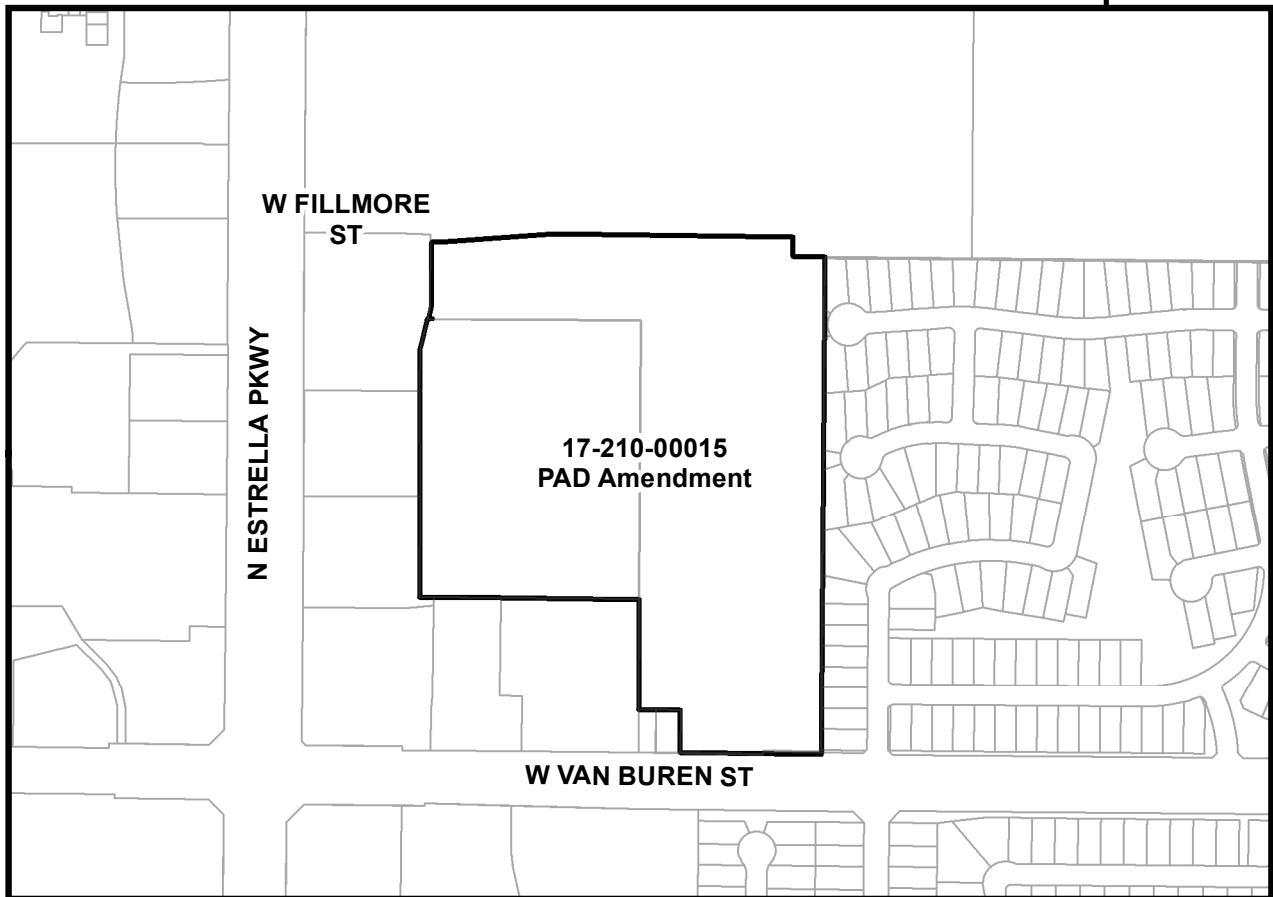 W FILLMORE
ST
N ESTRELLA PKWY
17-210-00015
PAD Amendment
W VAN BUREN ST